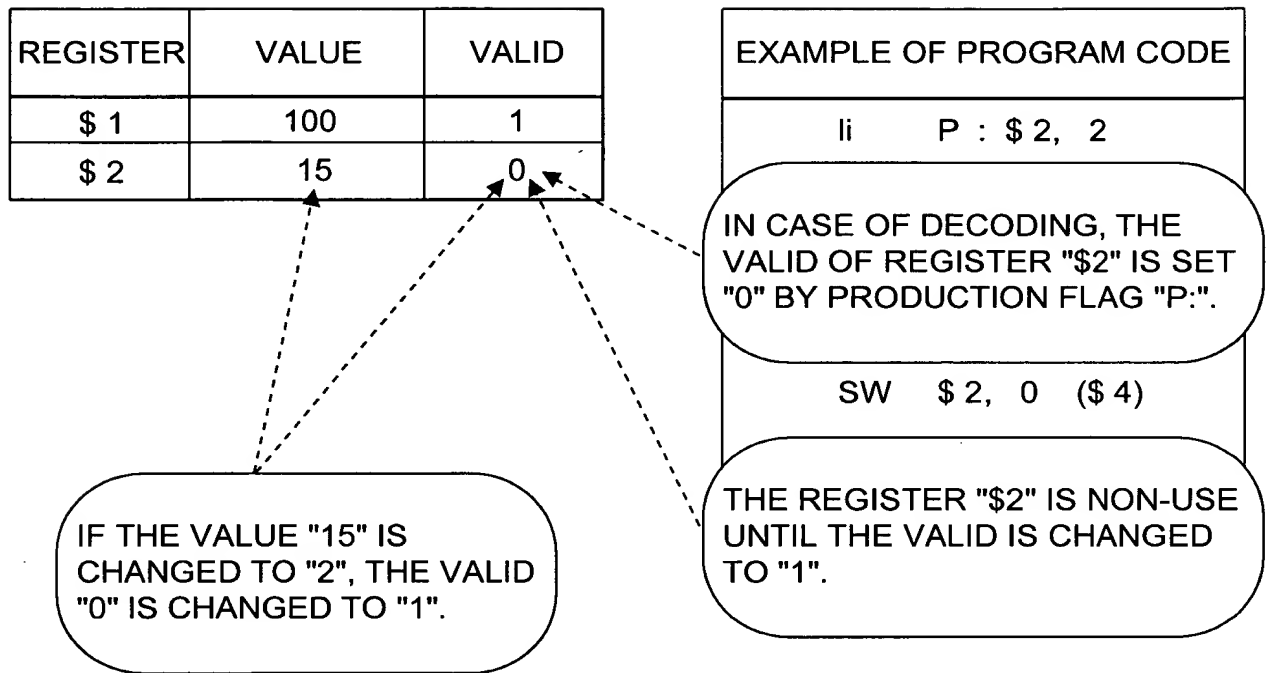 REGISTER VALUE VALID
$ 1 100 1
$ 2 15 0
EXAMPLE OF PROGRAM CODE
li P : $ 2, 2
IN CASE OF DECODING, THE
VALID OF REGISTER "$2" IS SET
"0" BY PRODUCTION FLAG "P:".
SW $ 2, 0 ($ 4)
THE REGISTER "$2" IS NON-USE
UNTIL THE VALID IS CHANGED
TO "1".
IF THE VALUE "15" IS
CHANGED TO "2", THE VALID
"0" IS CHANGED TO "1".